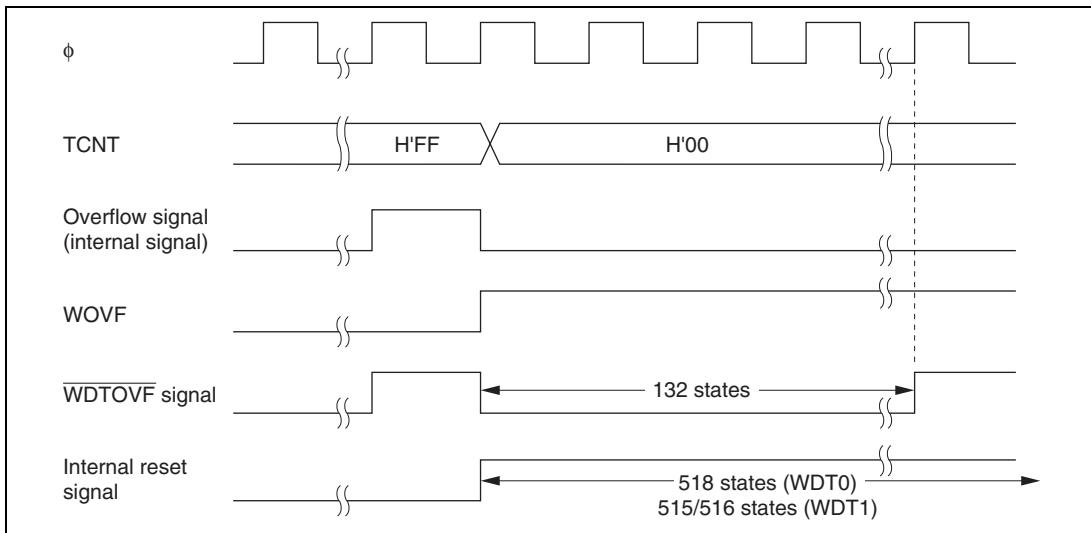 ϕ
TCNT
H'FF
H'00
Overflow signal
(internal signal)
WOVF
WDTOVF signal
132 states
Internal reset
signal
518 states (WDT0)
515/516 states (WDT1)